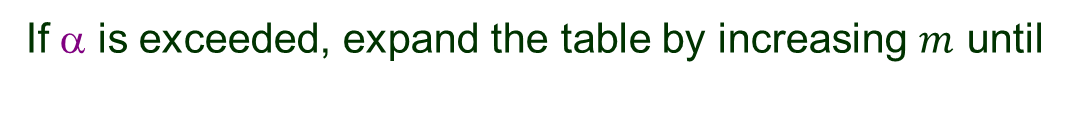 If α is exceeded, expand the table by increasing m until